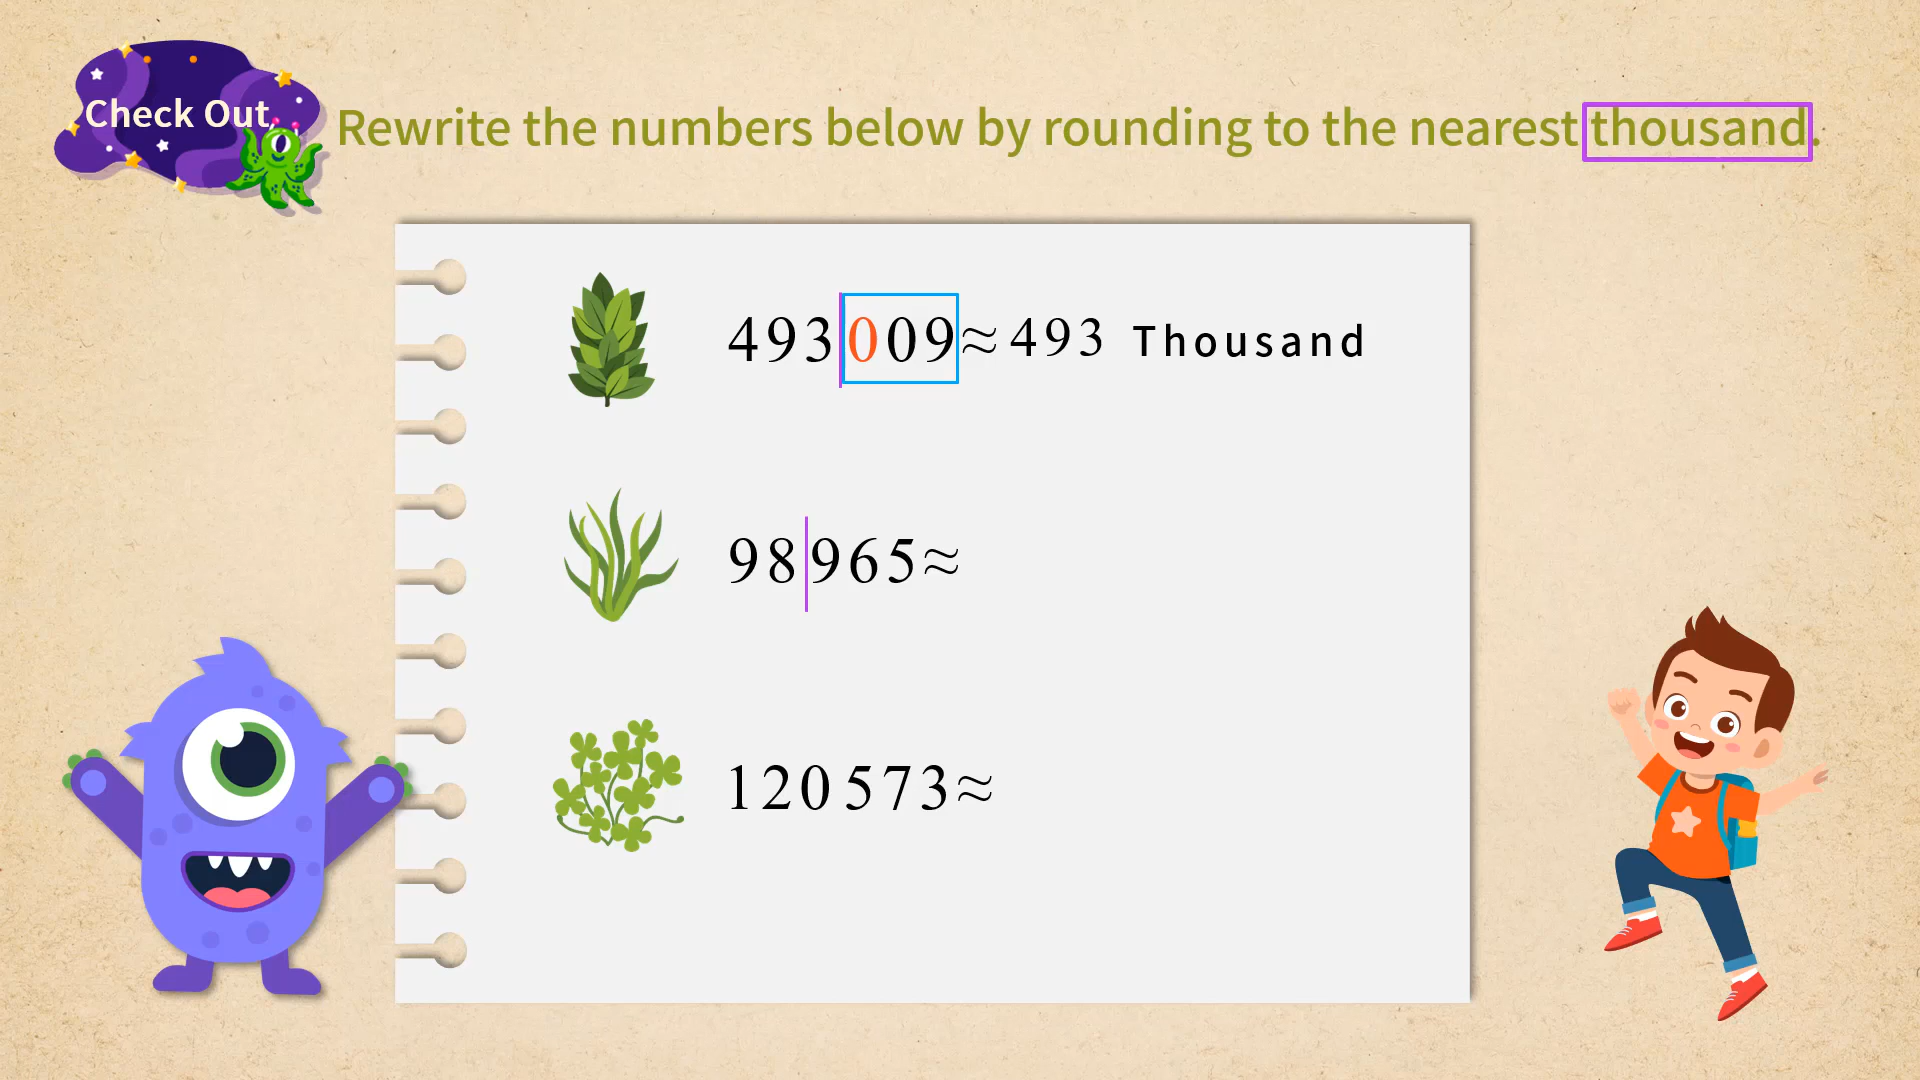 Check Out
Rewrite the numbers below by rounding to the nearest thousand.
493 009≈493 Thousand
98 965≈
120 573≈